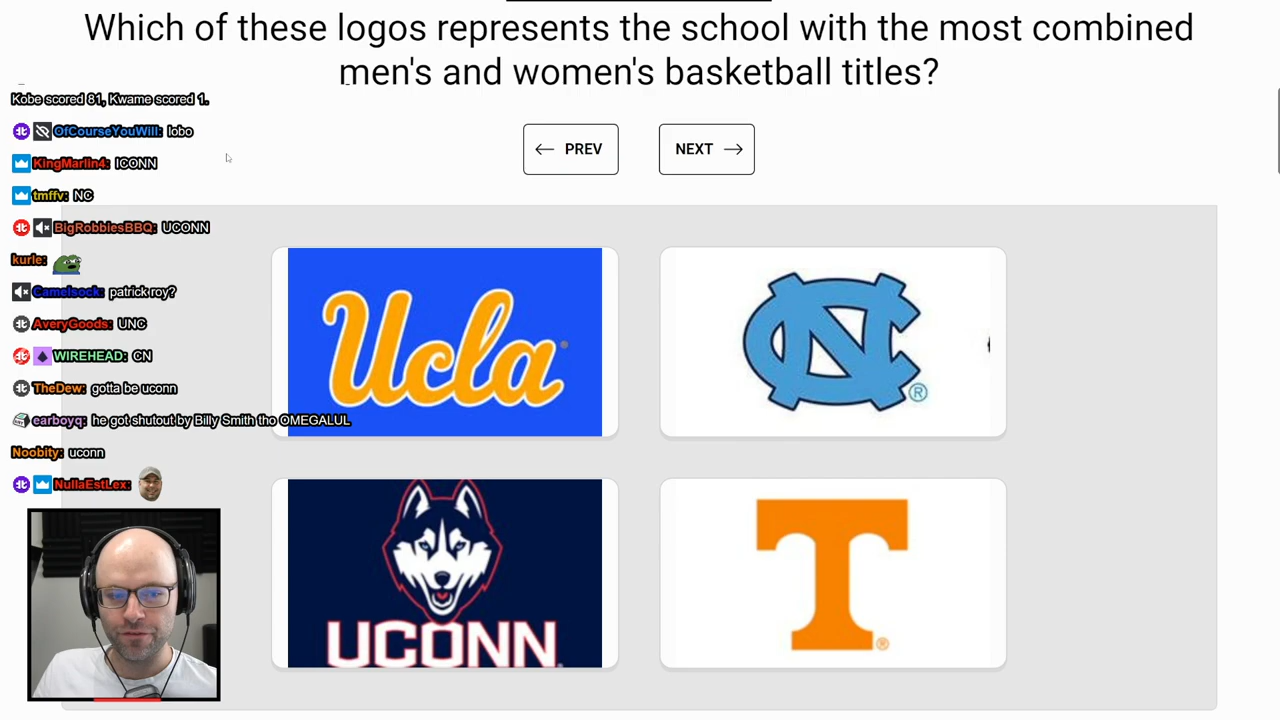 Which of these logos represents the school with the most combined
men's and women's basketball titles?
Kobe scored 81, Kwame scored 1.
OfCourseYouWill: lobo
KingMarlin4: ICONN
tmffv: NC
BigRobbiesBBQ: UCONN
kurle:
Camelsock: patrick roy?
AveryGoods: UNC
WIREHEAD: CN
TheDew: gotta be uconn
earboyq: he got shutout by Billy Smith tho OMEGALUL
Noobity: uconn
NullaEstLex:
← PREV
NEXT →
Ucla
NC ®
UCONN
T ®